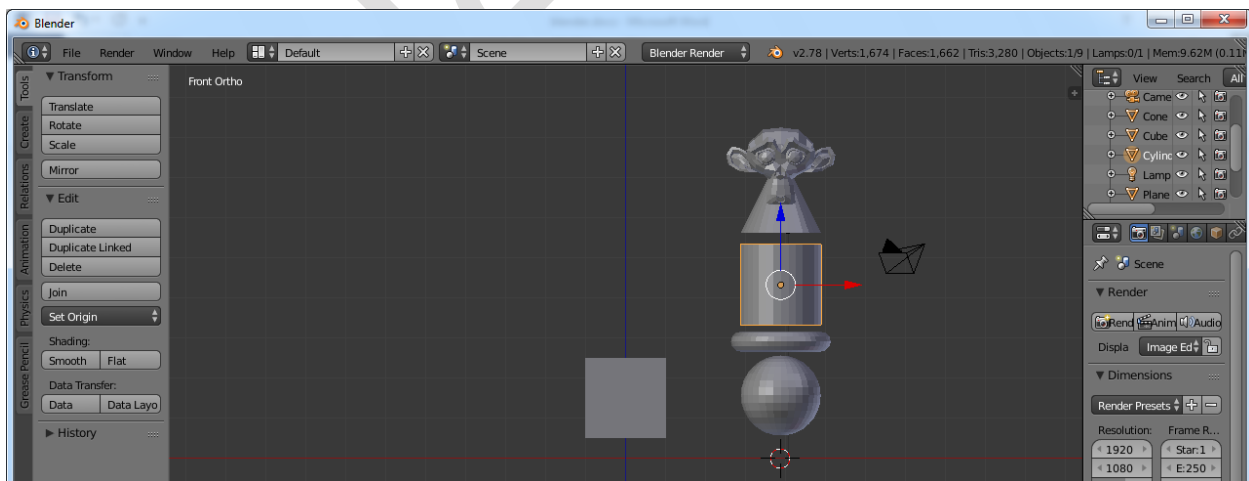 Blender
File Render Window Help Default Scene Blender Render v2.78 | Verts:1,674 | Faces:1,662 | Tris:3,280 | Objects:1/9 | Lamps:0/1 | Mem:9.62M (0.11
Tools
Create
Relations
Animation
Physics
Grease Pencil
Transform
Translate
Rotate
Scale
Mirror
Edit
Duplicate
Duplicate Linked
Delete
Join
Set Origin
Shading:
Smooth Flat
Data Transfer:
Data Data Layo
History
Front Ortho
View Search All
Came
Cone
Cube
Cylinc
Lamp
Plane
Scene
Render
Rend Anim Audio
Displa Image Ed
Dimensions
Render Presets
Resolution: Frame R...
1920 Star:1
1080 E:250